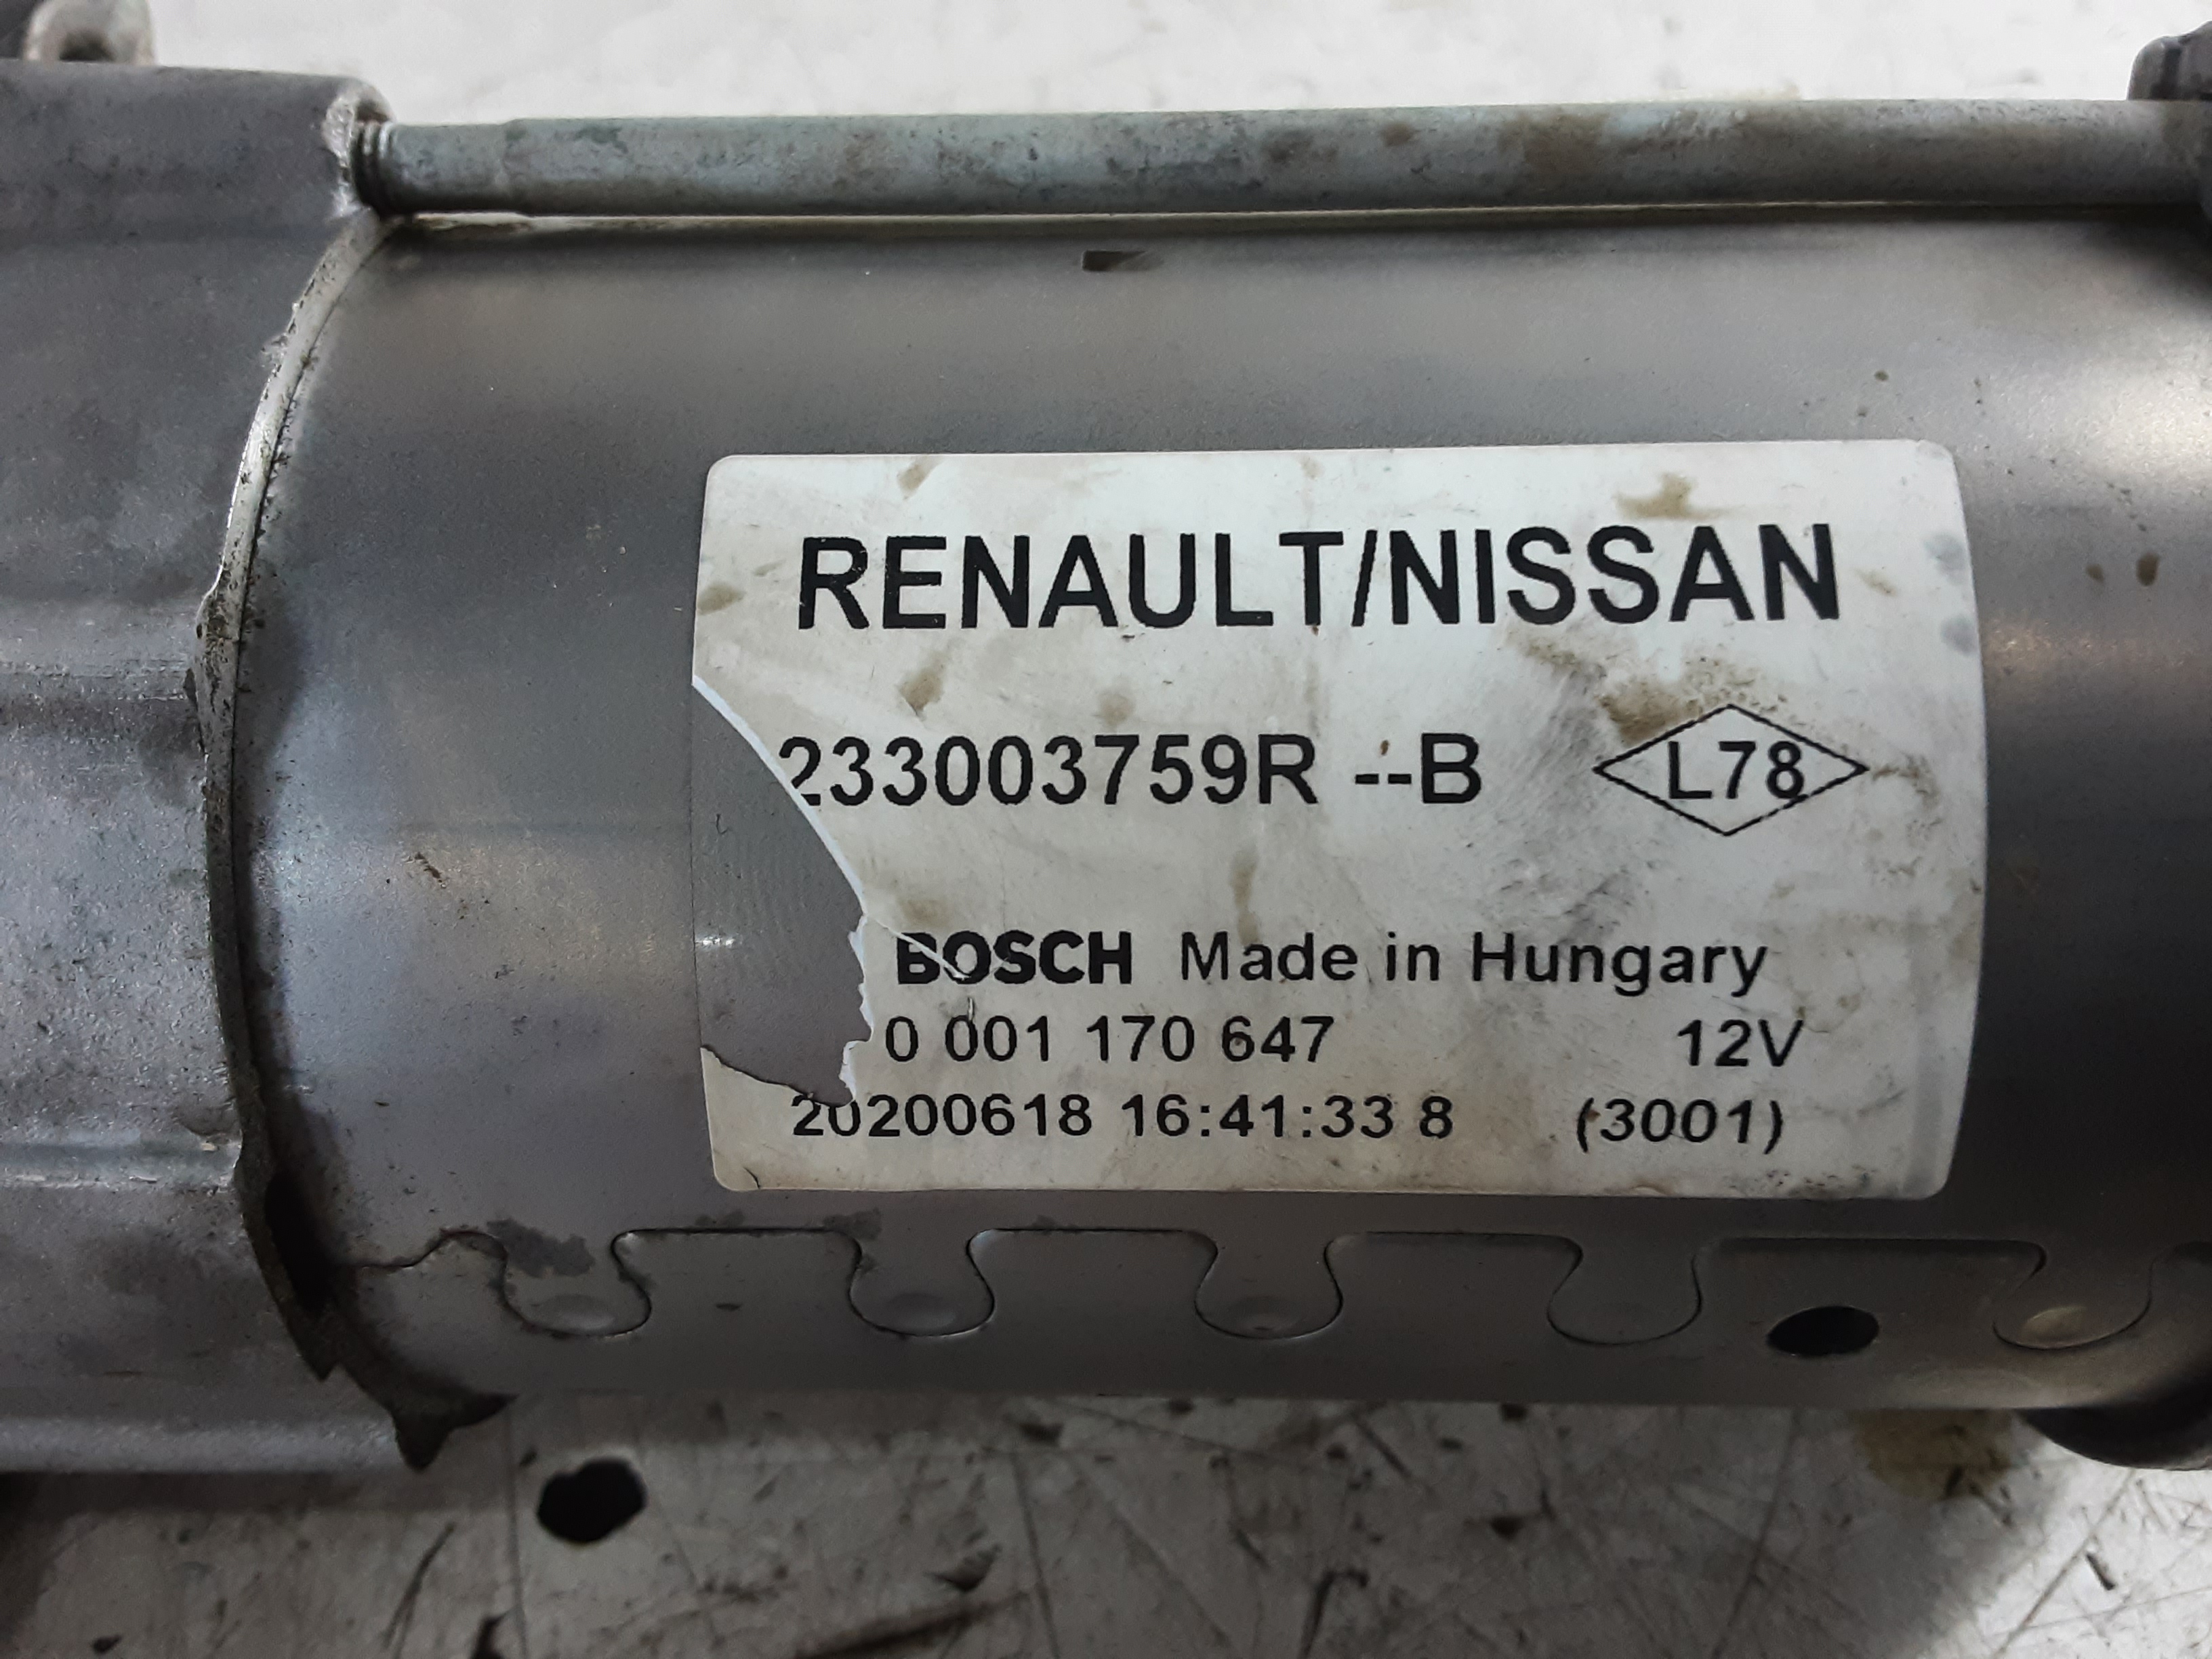 RENAULT/NISSAN
233003759R --B L78
BOSCH Made in Hungary
0 001 170 647 12V
20200618 16:41:33 8 (3001)